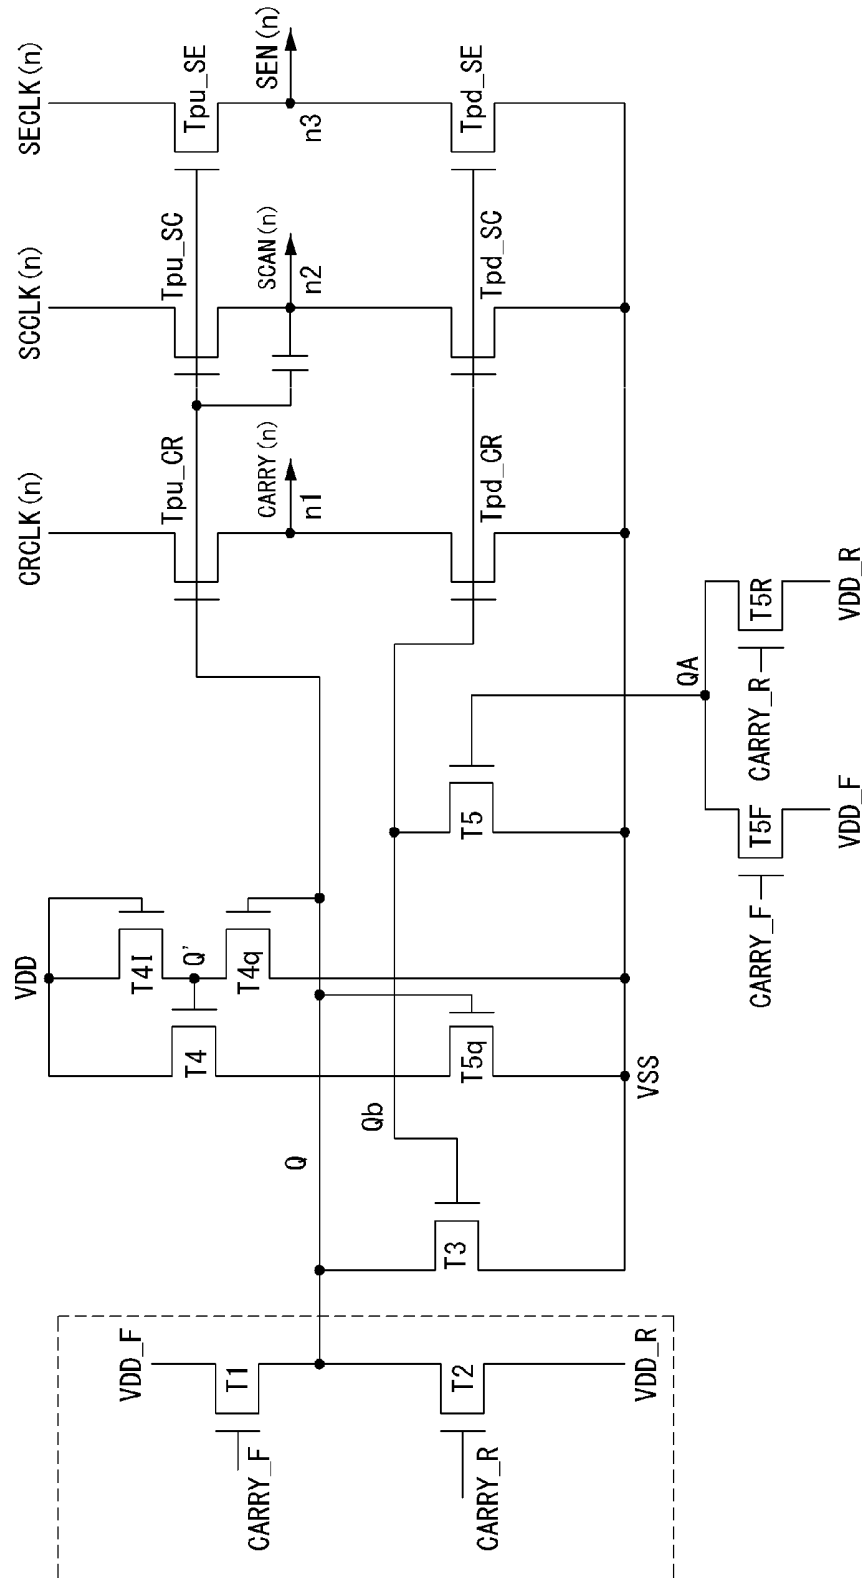 SECLK(n)
SCCLK(n)
CRCLK(n)
Tpu_SE
Tpu_SC
Tpu_CR
SEN(n)
n3
SCAN(n)
n2
CARRY(n)
n1
Tpd_SE
Tpd_SC
Tpd_CR
VDD
T4I
Q'
T4q
T4
T5q
T5
Q
Qb
T3
VSS
QA
T5R
CARRY_R
VDD_R
T5F
CARRY_F
VDD_F
VDD_F
T1
CARRY_F
T2
CARRY_R
VDD_R